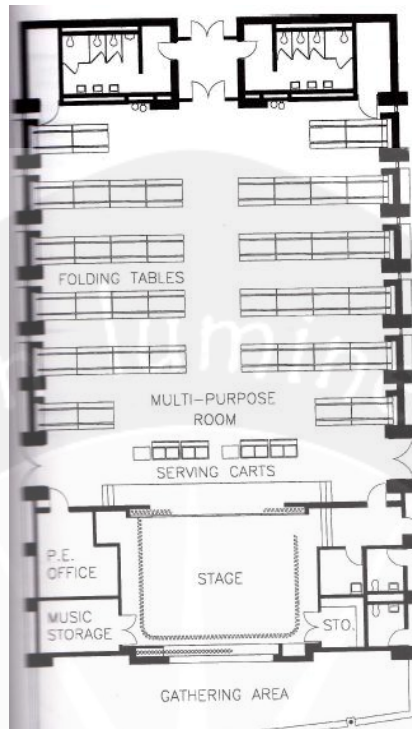 FOLDING TABLES
MULTI-PURPOSE
ROOM
SERVING CARTS
P.E.
OFFICE
STAGE
MUSIC
STORAGE
STO.
GATHERING AREA